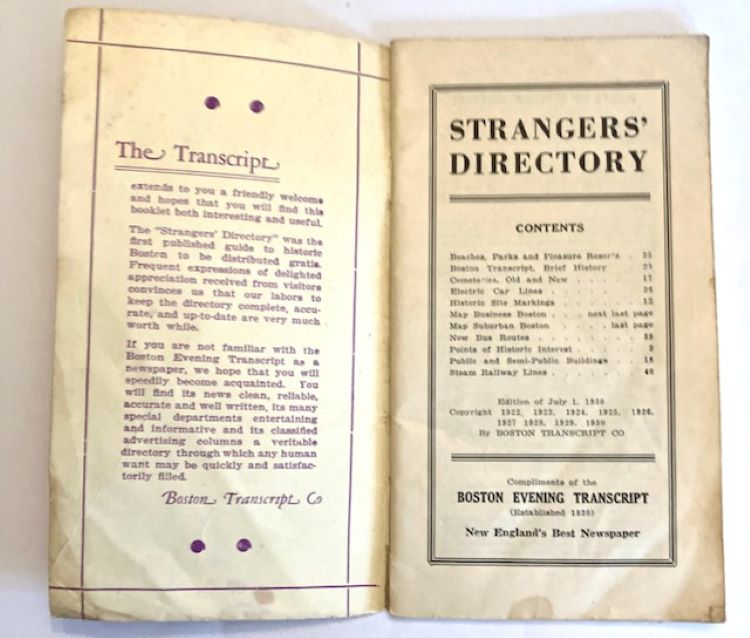 The Transcript
extends to you a friendly welcome
and hopes that you will find this
booklet both interesting and useful.
The "Strangers' Directory" was the
first published guide to historic
Boston to be distributed gratis.
Frequent expressions of delighted
appreciation received from visitors
convinces us that our labors to
keep the directory complete, accu-
rate, and up-to-date are very much
worth while.
If you are not familiar with the
Boston Evening Transcript as a
newspaper, we hope that you will
speedily become acquainted. You
will find its news clean, reliable,
accurate and well written, its many
special departments entertaining
and informative and its classified
advertising columns a veritable
directory through which any human
want may be quickly and satisfac-
torily filled.
Boston Transcript Co
STRANGERS'
DIRECTORY
CONTENTS
Beaches, Parks and Pleasure Resorts . 25
Boston Transcript, Brief History
Cemeteries, Old and New . . . . 17
Electric Car Lines . . . . .
Historic Site Markings . . . . 12
Map Business Boston . . . . next last page
Map Suburban Boston . . . . last page
New Bus Routes . . . . .
Points of Historic Interest . . . . 2
Public and Semi-Public Buildings . . .
Steam Railway Lines . . . . . 40
Edition of July 1, 1930
Copyright 1922, 1923, 1924, 1925, 1926,
1927 1928, 1929, 1930
By BOSTON TRANSCRIPT CO
Compliments of the
BOSTON EVENING TRANSCRIPT
(Established 1830)
New England's Best Newspaper